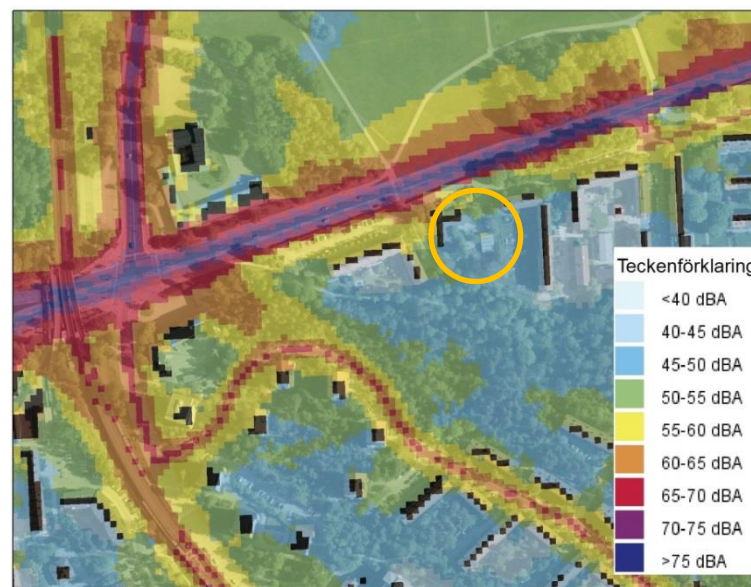 Teckenförklaring
<40 dBA
40-45 dBA
45-50 dBA
50-55 dBA
55-60 dBA
60-65 dBA
65-70 dBA
70-75 dBA
>75 dBA